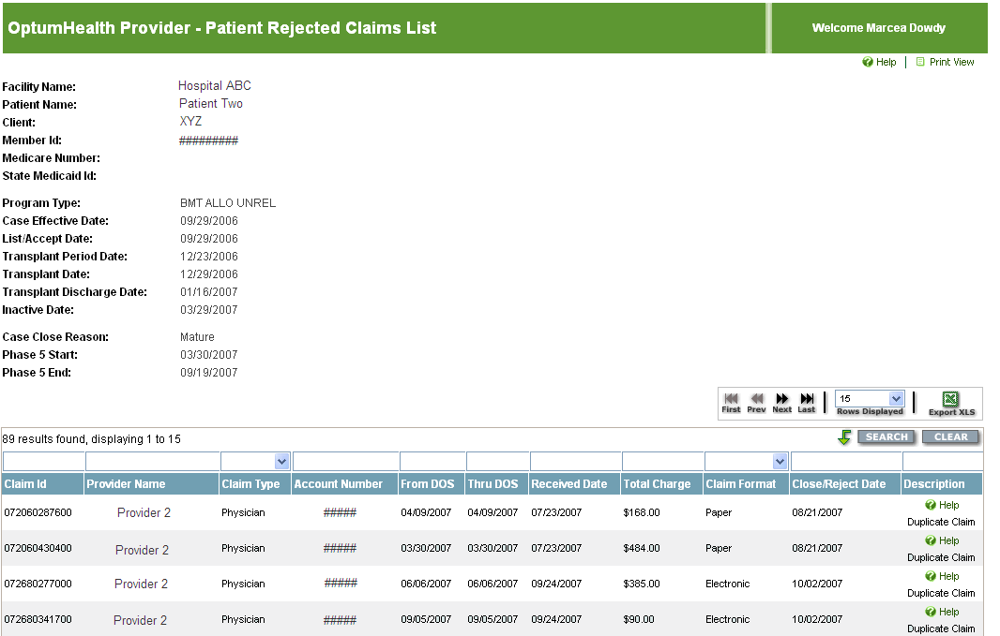 OptumHealth Provider - Patient Rejected Claims List
Welcome Marcea Dowdy
Help | Print View
Facility Name: Hospital ABC
Patient Name: Patient Two
Client: XYZ
Member Id: #########
Medicare Number:
State Medicaid Id:
Program Type: BMT ALLO UNREL
Case Effective Date: 09/29/2006
List/Accept Date: 09/29/2006
Transplant Period Date: 12/23/2006
Transplant Date: 12/29/2006
Transplant Discharge Date: 01/16/2007
Inactive Date: 03/29/2007
Case Close Reason: Mature
Phase 5 Start: 03/30/2007
Phase 5 End: 09/19/2007
15
First Prev Next Last Rows Displayed Export XLS
89 results found, displaying 1 to 15 SEARCH CLEAR
Claim Id Provider Name Claim Type Account Number From DOS Thru DOS Received Date Total Charge Claim Format Close/Reject Date Description
072060287600 Provider 2 Physician ##### 04/09/2007 04/09/2007 07/23/2007 $168.00 Paper 08/21/2007 Help
Duplicate Claim
072060430400 Provider 2 Physician ##### 03/30/2007 03/30/2007 07/23/2007 $484.00 Paper 08/21/2007 Help
Duplicate Claim
072680277000 Provider 2 Physician ##### 06/06/2007 06/06/2007 09/24/2007 $385.00 Electronic 10/02/2007 Help
Duplicate Claim
072680341700 Provider 2 Physician ##### 09/05/2007 09/05/2007 09/24/2007 $90.00 Electronic 10/02/2007 Help
Duplicate Claim